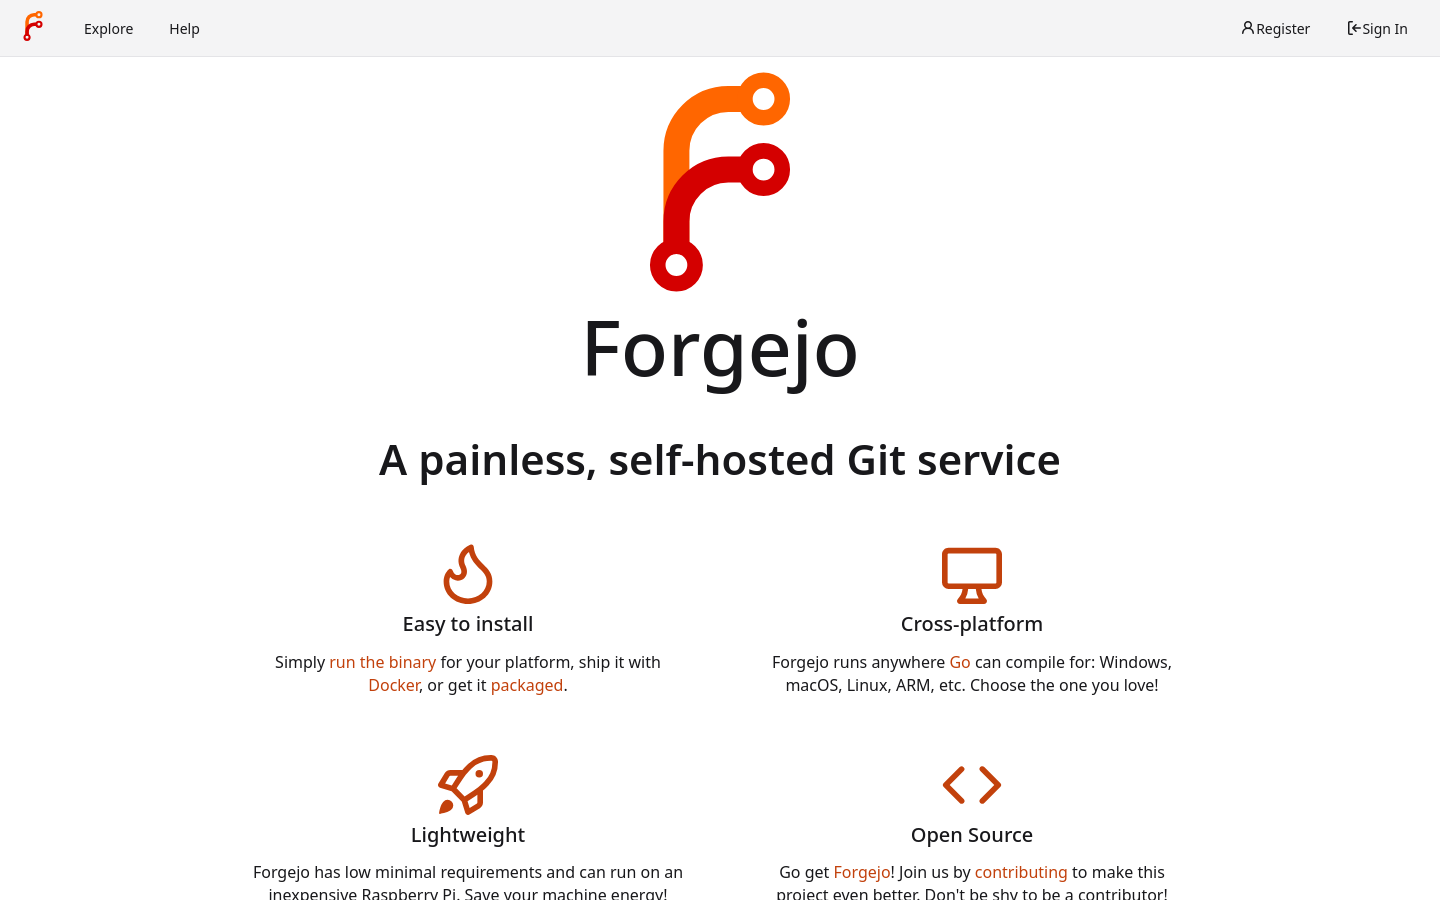 Explore Help Register Sign In
Forgejo
A painless, self-hosted Git service
Easy to install
Simply run the binary for your platform, ship it with
Docker, or get it packaged.
Cross-platform
Forgejo runs anywhere Go can compile for: Windows,
macOS, Linux, ARM, etc. Choose the one you love!
Lightweight
Forgejo has low minimal requirements and can run on an
inexpensive Raspberry Pi. Save your machine energy!
Open Source
Go get Forgejo! Join us by contributing to make this
project even better. Don't be shy to be a contributor!